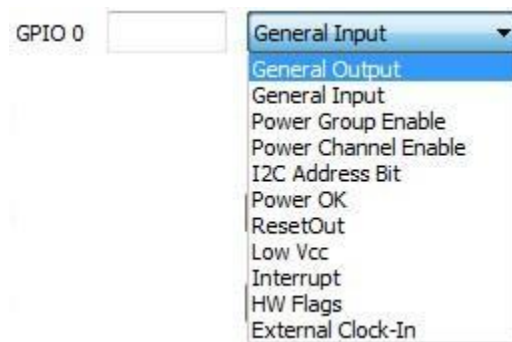 GPIO 0 General Input
General Output
General Input
Power Group Enable
Power Channel Enable
I2C Address Bit
Power OK
ResetOut
Low Vcc
Interrupt
HW Flags
External Clock-In